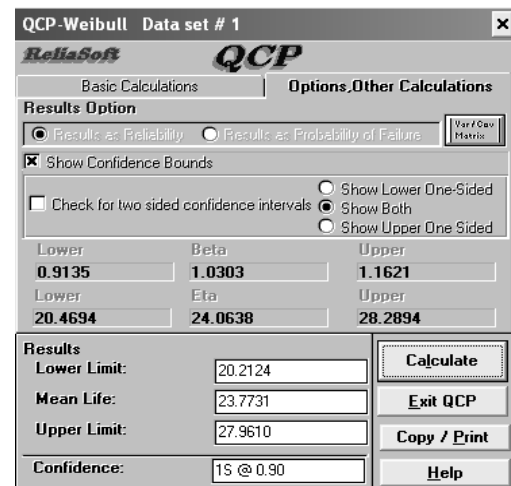 QCP-Weibull Data set # 1
ReliaSoft QCP
Basic Calculations Options,Other Calculations
Results Option
Results as Reliability Results as Probability of Failure Var/Cov Matrix
Show Confidence Bounds
Check for two sided confidence intervals
Show Lower One-Sided
Show Both
Show Upper One Sided
Lower Beta Upper
0.9135 1.0303 1.1621
Lower Eta Upper
20.4694 24.0638 28.2894
Results
Lower Limit: 20.2124
Mean Life: 23.7731
Upper Limit: 27.9610
Confidence: 1S @ 0.90
Calculate
Exit QCP
Copy / Print
Help